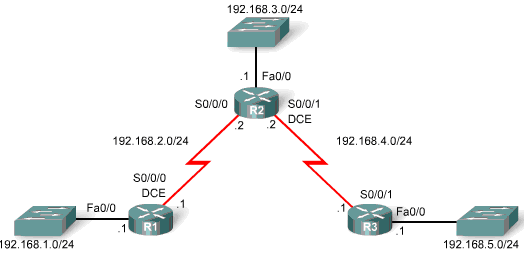 192.168.3.0/24
.1 Fa0/0
S0/0/0 R2 S0/0/1
DCE
.2 .2
192.168.2.0/24 192.168.4.0/24
S0/0/0
DCE
S0/0/1
Fa0/0 .1 .1 Fa0/0
.1 R1 R3 .1
192.168.1.0/24 192.168.5.0/24